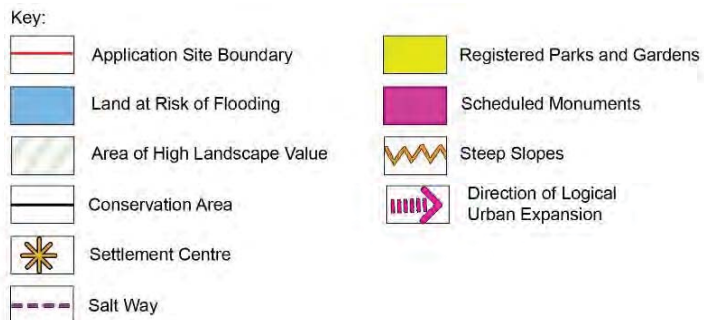 Key:
Application Site Boundary
Land at Risk of Flooding
Area of High Landscape Value
Conservation Area
Settlement Centre
Salt Way
Registered Parks and Gardens
Scheduled Monuments
Steep Slopes
Direction of Logical
Urban Expansion